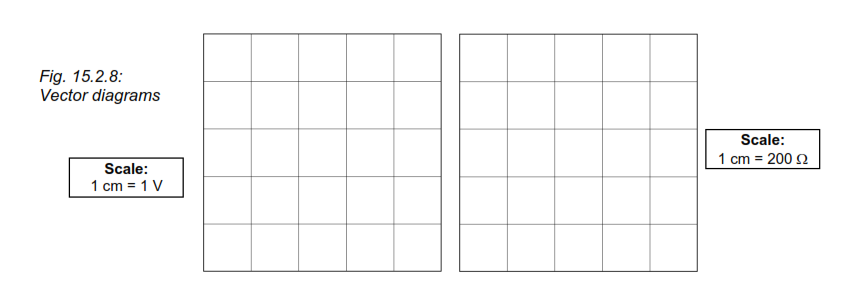 Fig. 15.2.8:
Vector diagrams
Scale:
1 cm = 1 V
Scale:
1 cm = 200 Ω